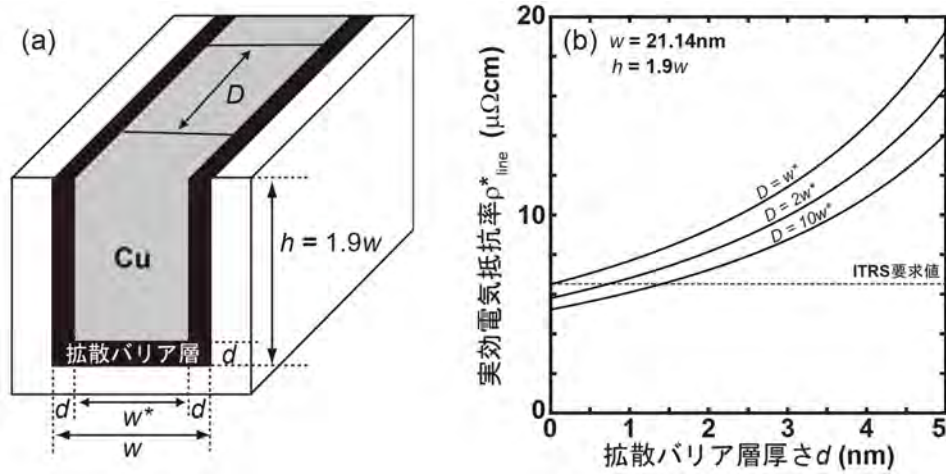 (a)
D
Cu
h = 1.9w
拡散バリア層
d
d
w*
d
w
(b)
w = 21.14nm
h = 1.9w
D = w*
D = 2w*
D = 10w*
ITRS要求値
実効電気抵抗率ρ*line (μΩcm)
20
10
0
0
1
2
3
4
5
拡散バリア層厚さd (nm)